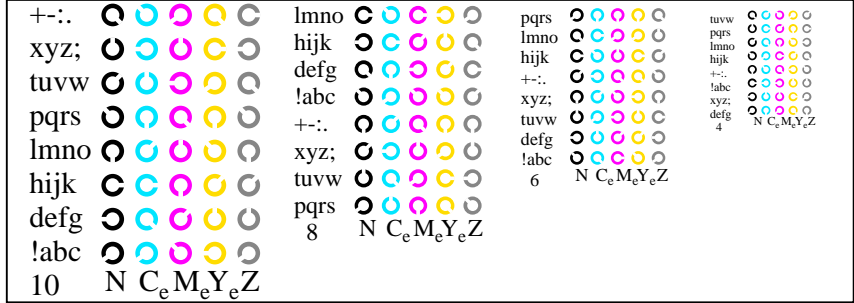 +-:.
xyz;
tuvw
pqrs
lmno
hijk
defg
!abc
10 N CeMeYeZ
lmno
hijk
defg
!abc
+-:.
xyz;
tuvw
pqrs
8 N CeMeYeZ
pqrs
lmno
hijk
+-:.
xyz;
tuvw
defg
!abc
6 N CeMeYeZ
tuvw
pqrs
lmno
hijk
+-:.
!abc
xyz;
defg
4 N CeMeYeZ